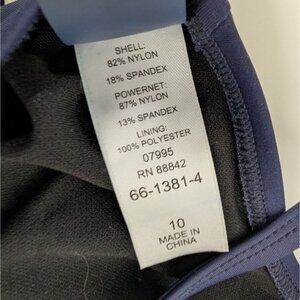 SHELL:
82% NYLON
18% SPANDEX
POWERNET:
87% NYLON
13% SPANDEX
LINING:
100% POLYESTER
07995
RN 88842
66-1381-4
10
MADE IN
CHINA